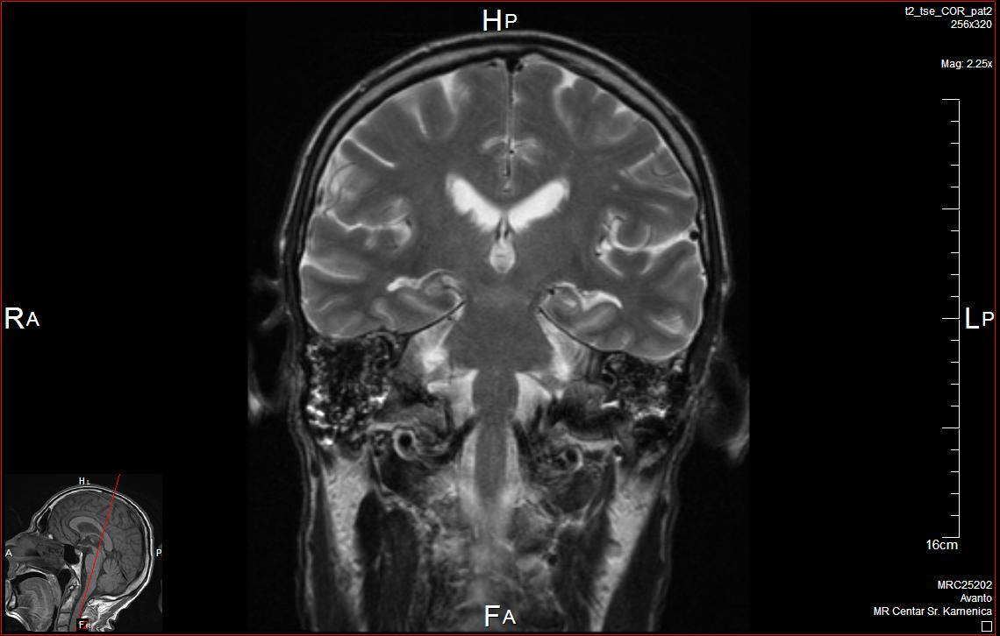 HP
t2_tse_COR_pat2
256x320
Mag: 2.25x
RA
LP
HL
A
P
FR
16cm
FA
MRC25202
Avanto
MR Centar Sr. Kamenica